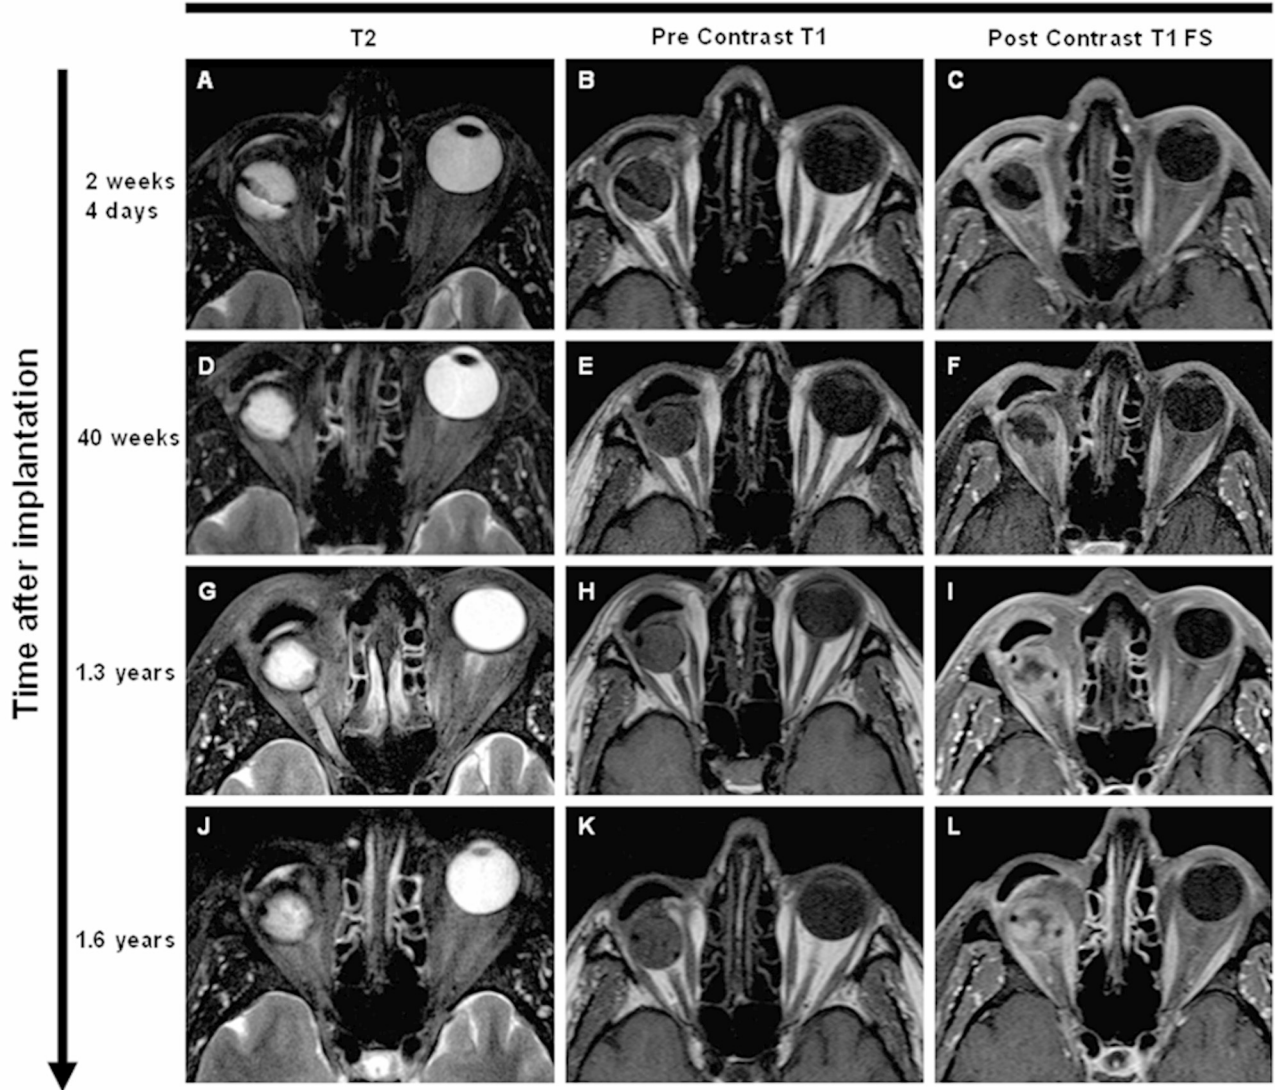 T2
Pre Contrast T1
Post Contrast T1 FS
A
B
C
2 weeks
4 days
D
E
F
40 weeks
G
H
I
1.3 years
J
K
L
1.6 years
Time after implantation